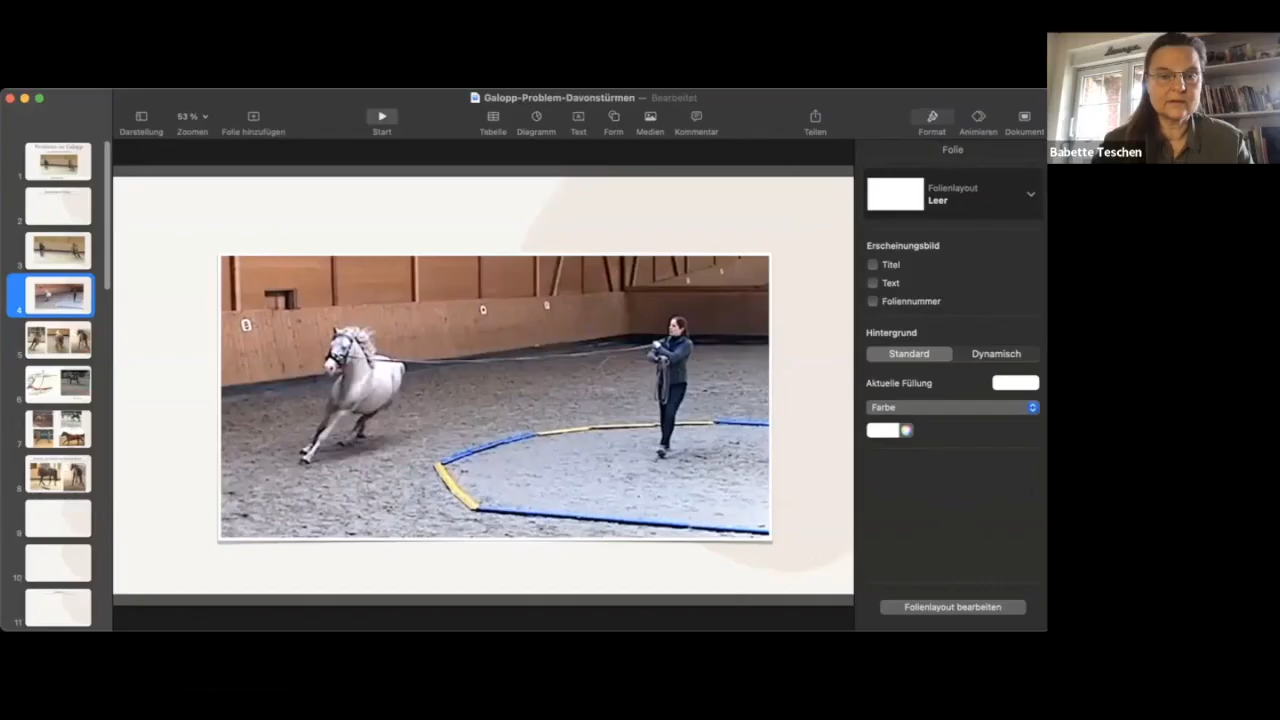 Galopp-Problem-Davonstürmen — Bearbeitet
53 %
Darstellung Zoomen Folie hinzufügen Start Tabelle Diagramm Text Form Medien Kommentar Teilen Format Animieren Dokument
Folie
Folienlayout
Leer
Erscheinungsbild
Titel
Text
Foliennummer
Hintergrund
Standard Dynamisch
Aktuelle Füllung
Farbe
Folienlayout bearbeiten
1
2
3
4
5
6
7
8
9
10
11
Babette Teschen